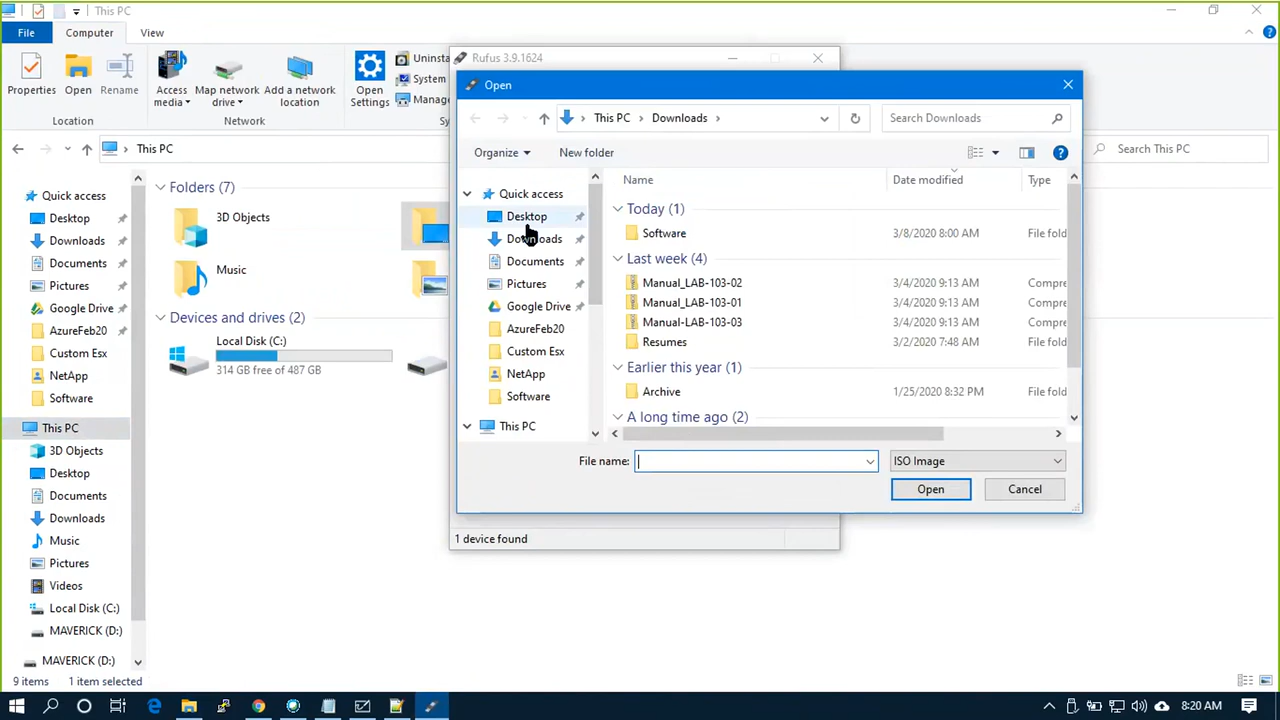 This PC
File
Computer
View
Properties
Open
Rename
Access media
Map network drive
Add a network location
Open Settings
Uninsta
System
Manage
Location
Network
Sy
This PC
Search This PC
Quick access
Desktop
Downloads
Documents
Pictures
Google Drive
AzureFeb20
Custom Esx
NetApp
Software
This PC
3D Objects
Desktop
Documents
Downloads
Music
Pictures
Videos
Local Disk (C:)
MAVERICK (D:)
MAVERICK (D:)
Folders (7)
3D Objects
Music
Devices and drives (2)
Local Disk (C:)
314 GB free of 487 GB
9 items
1 item selected
Rufus 3.9.1624
Open
This PC
Downloads
Search Downloads
Organize
New folder
Quick access
Desktop
Downloads
Documents
Pictures
Google Drive
AzureFeb20
Custom Esx
NetApp
Software
This PC
Name Date modified Type
Today (1)
Software 3/8/2020 8:00 AM File fold
Last week (4)
Manual_LAB-103-02 3/4/2020 9:13 AM Compre
Manual_LAB-103-01 3/4/2020 9:13 AM Compre
Manual-LAB-103-03 3/4/2020 9:13 AM Compre
Resumes 3/2/2020 7:48 AM File fold
Earlier this year (1)
Archive 1/25/2020 8:32 PM File fold
A long time ago (2)
File name:
ISO Image
Open
Cancel
1 device found
8:20 AM